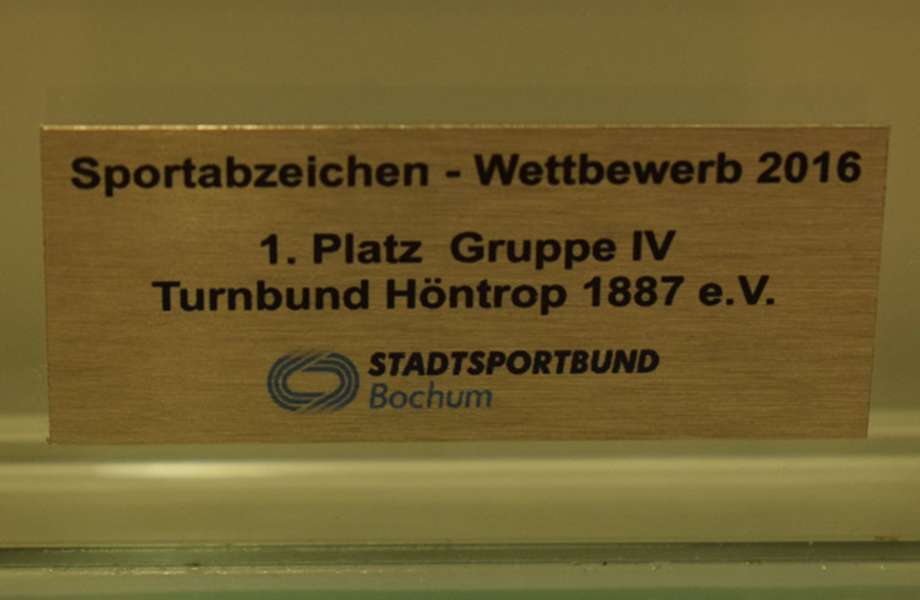 Sportabzeichen - Wettbewerb 2016
1. Platz Gruppe IV
Turnbund Höntrop 1887 e.V.
STADTSPORTBUND
Bochum